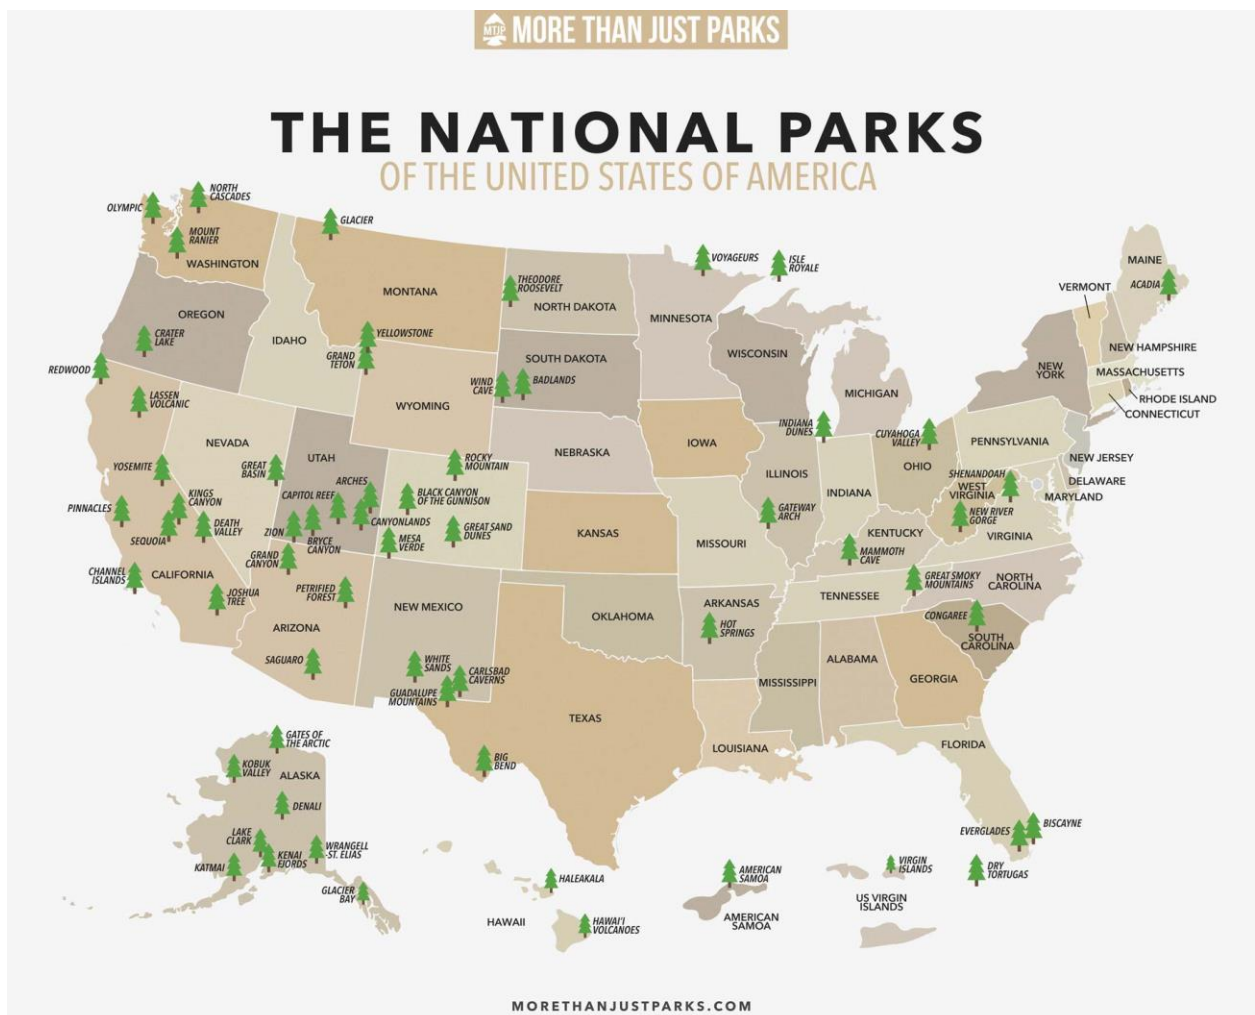 MTJP MORE THAN JUST PARKS
THE NATIONAL PARKS
OF THE UNITED STATES OF AMERICA
NORTH
CASCADES
OLYMPIC
MOUNT
RANIER
WASHINGTON
GLACIER
MONTANA
OREGON
CRATER
LAKE
IDAHO
YELLOWSTONE
GRAND
TETON
WYOMING
THEODORE
ROOSEVELT
NORTH DAKOTA
SOUTH DAKOTA
WIND
CAVE
BADLANDS
NEBRASKA
VOYAGEURS
ISLE
ROYALE
MINNESOTA
WISCONSIN
MICHIGAN
IOWA
INDIANA
DUNES
ILLINOIS
INDIANA
CUYAHOGA
VALLEY
OHIO
MAINE
ACADIA
VERMONT
NEW HAMPSHIRE
NEW
YORK
MASSACHUSETTS
RHODE ISLAND
CONNECTICUT
PENNSYLVANIA
NEW JERSEY
DELAWARE
MARYLAND
SHENANDOAH
WEST
VIRGINIA
NEW RIVER
GORGE
VIRGINIA
REDWOOD
LASSEN
VOLCANIC
NEVADA
GREAT
BASIN
UTAH
ARCHES
CAPITOL REEF
CANYONLANDS
ZION
BRYCE
CANYON
YOSEMITE
PINNACLES
KINGS
CANYON
SEQUOIA
DEATH
VALLEY
CHANNEL
ISLANDS
CALIFORNIA
JOSHUA
TREE
GRAND
CANYON
PETRIFIED
FOREST
ARIZONA
SAGUARO
ROCKY
MOUNTAIN
BLACK CANYON
OF THE GUNNISON
GREAT SAND
DUNES
MESA
VERDE
NEW MEXICO
WHITE
SANDS
CARLSBAD
CAVERNS
GUADALUPE
MOUNTAINS
KANSAS
OKLAHOMA
TEXAS
BIG
BEND
MISSOURI
GATEWAY
ARCH
KENTUCKY
MAMMOTH
CAVE
TENNESSEE
GREAT SMOKY
MOUNTAINS
NORTH
CAROLINA
CONGAREE
SOUTH
CAROLINA
ARKANSAS
HOT
SPRINGS
MISSISSIPPI
ALABAMA
GEORGIA
LOUISIANA
FLORIDA
EVERGLADES
BISCAYNE
DRY
TORTUGAS
GATES OF
THE ARCTIC
KOBUK
VALLEY
ALASKA
DENALI
LAKE
CLARK
KENAI
FJORDS
WRANGELL
-ST. ELIAS
KATMAI
GLACIER
BAY
HALEAKALA
HAWAII
HAWAI'I
VOLCANOES
AMERICAN
SAMOA
AMERICAN
SAMOA
VIRGIN
ISLANDS
US VIRGIN
ISLANDS
MORETHANJUSTPARKS.COM